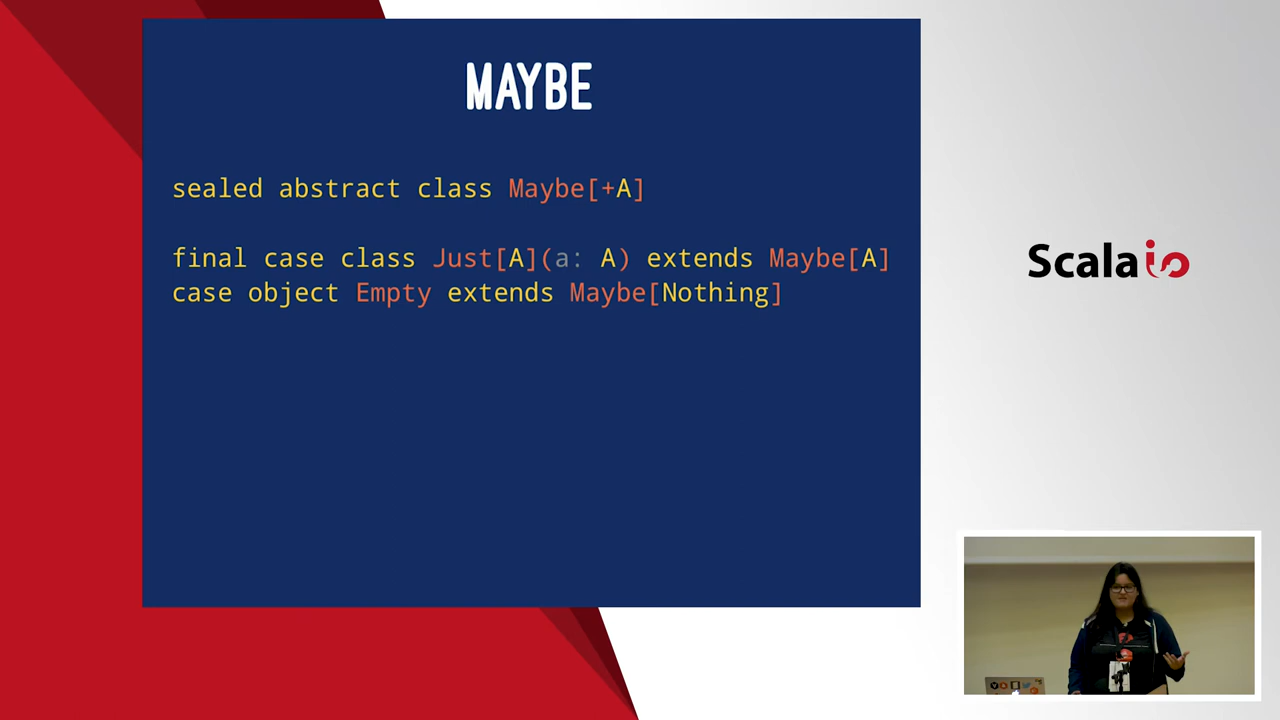 MAYBE
sealed abstract class Maybe[+A]
final case class Just[A](a: A) extends Maybe[A]
case object Empty extends Maybe[Nothing]
Scala io